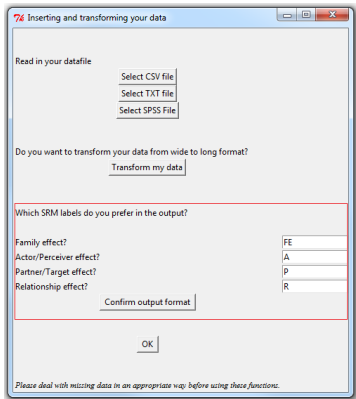 Inserting and transforming your data
Read in your datafile
Select CSV file
Select TXT file
Select SPSS File
Do you want to transform your data from wide to long format?
Transform my data
Which SRM labels do you prefer in the output?
Family effect? FE
Actor/Perceiver effect? A
Partner/Target effect? P
Relationship effect? R
Confirm output format
OK
Please deal with missing data in an appropriate way before using these functions.